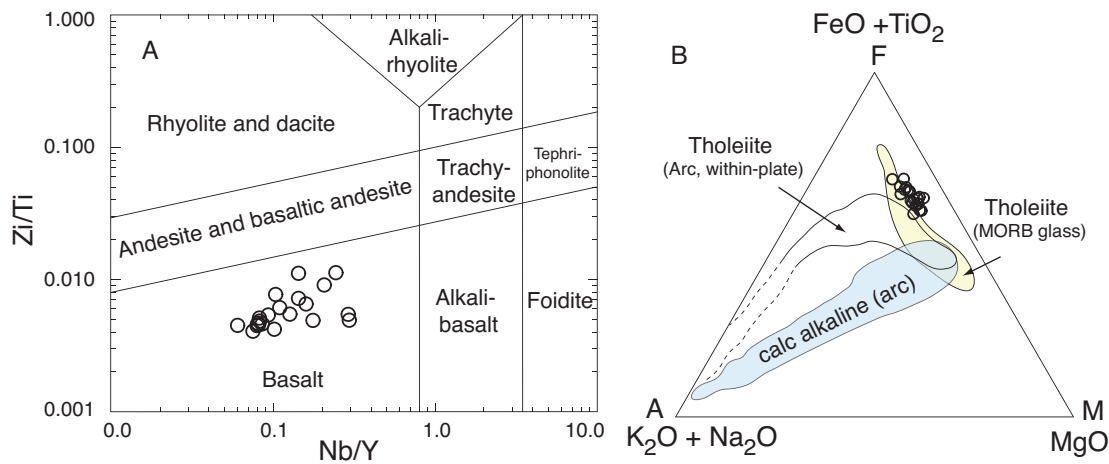 A
1.000
0.100
0.010
0.001
Zi/Ti
0.0
0.1
1.0
10.0
Nb/Y
Alkali-
rhyolite
Rhyolite and dacite
Trachyte
Andesite and basaltic andesite
Trachy-
andesite
Tephri-
phonolite
Basalt
Alkali-
basalt
Foidite
B
FeO +TiO2
F
Tholeiite
(Arc, within-plate)
Tholeiite
(MORB glass)
calc alkaline (arc)
A
K2O + Na2O
M
MgO